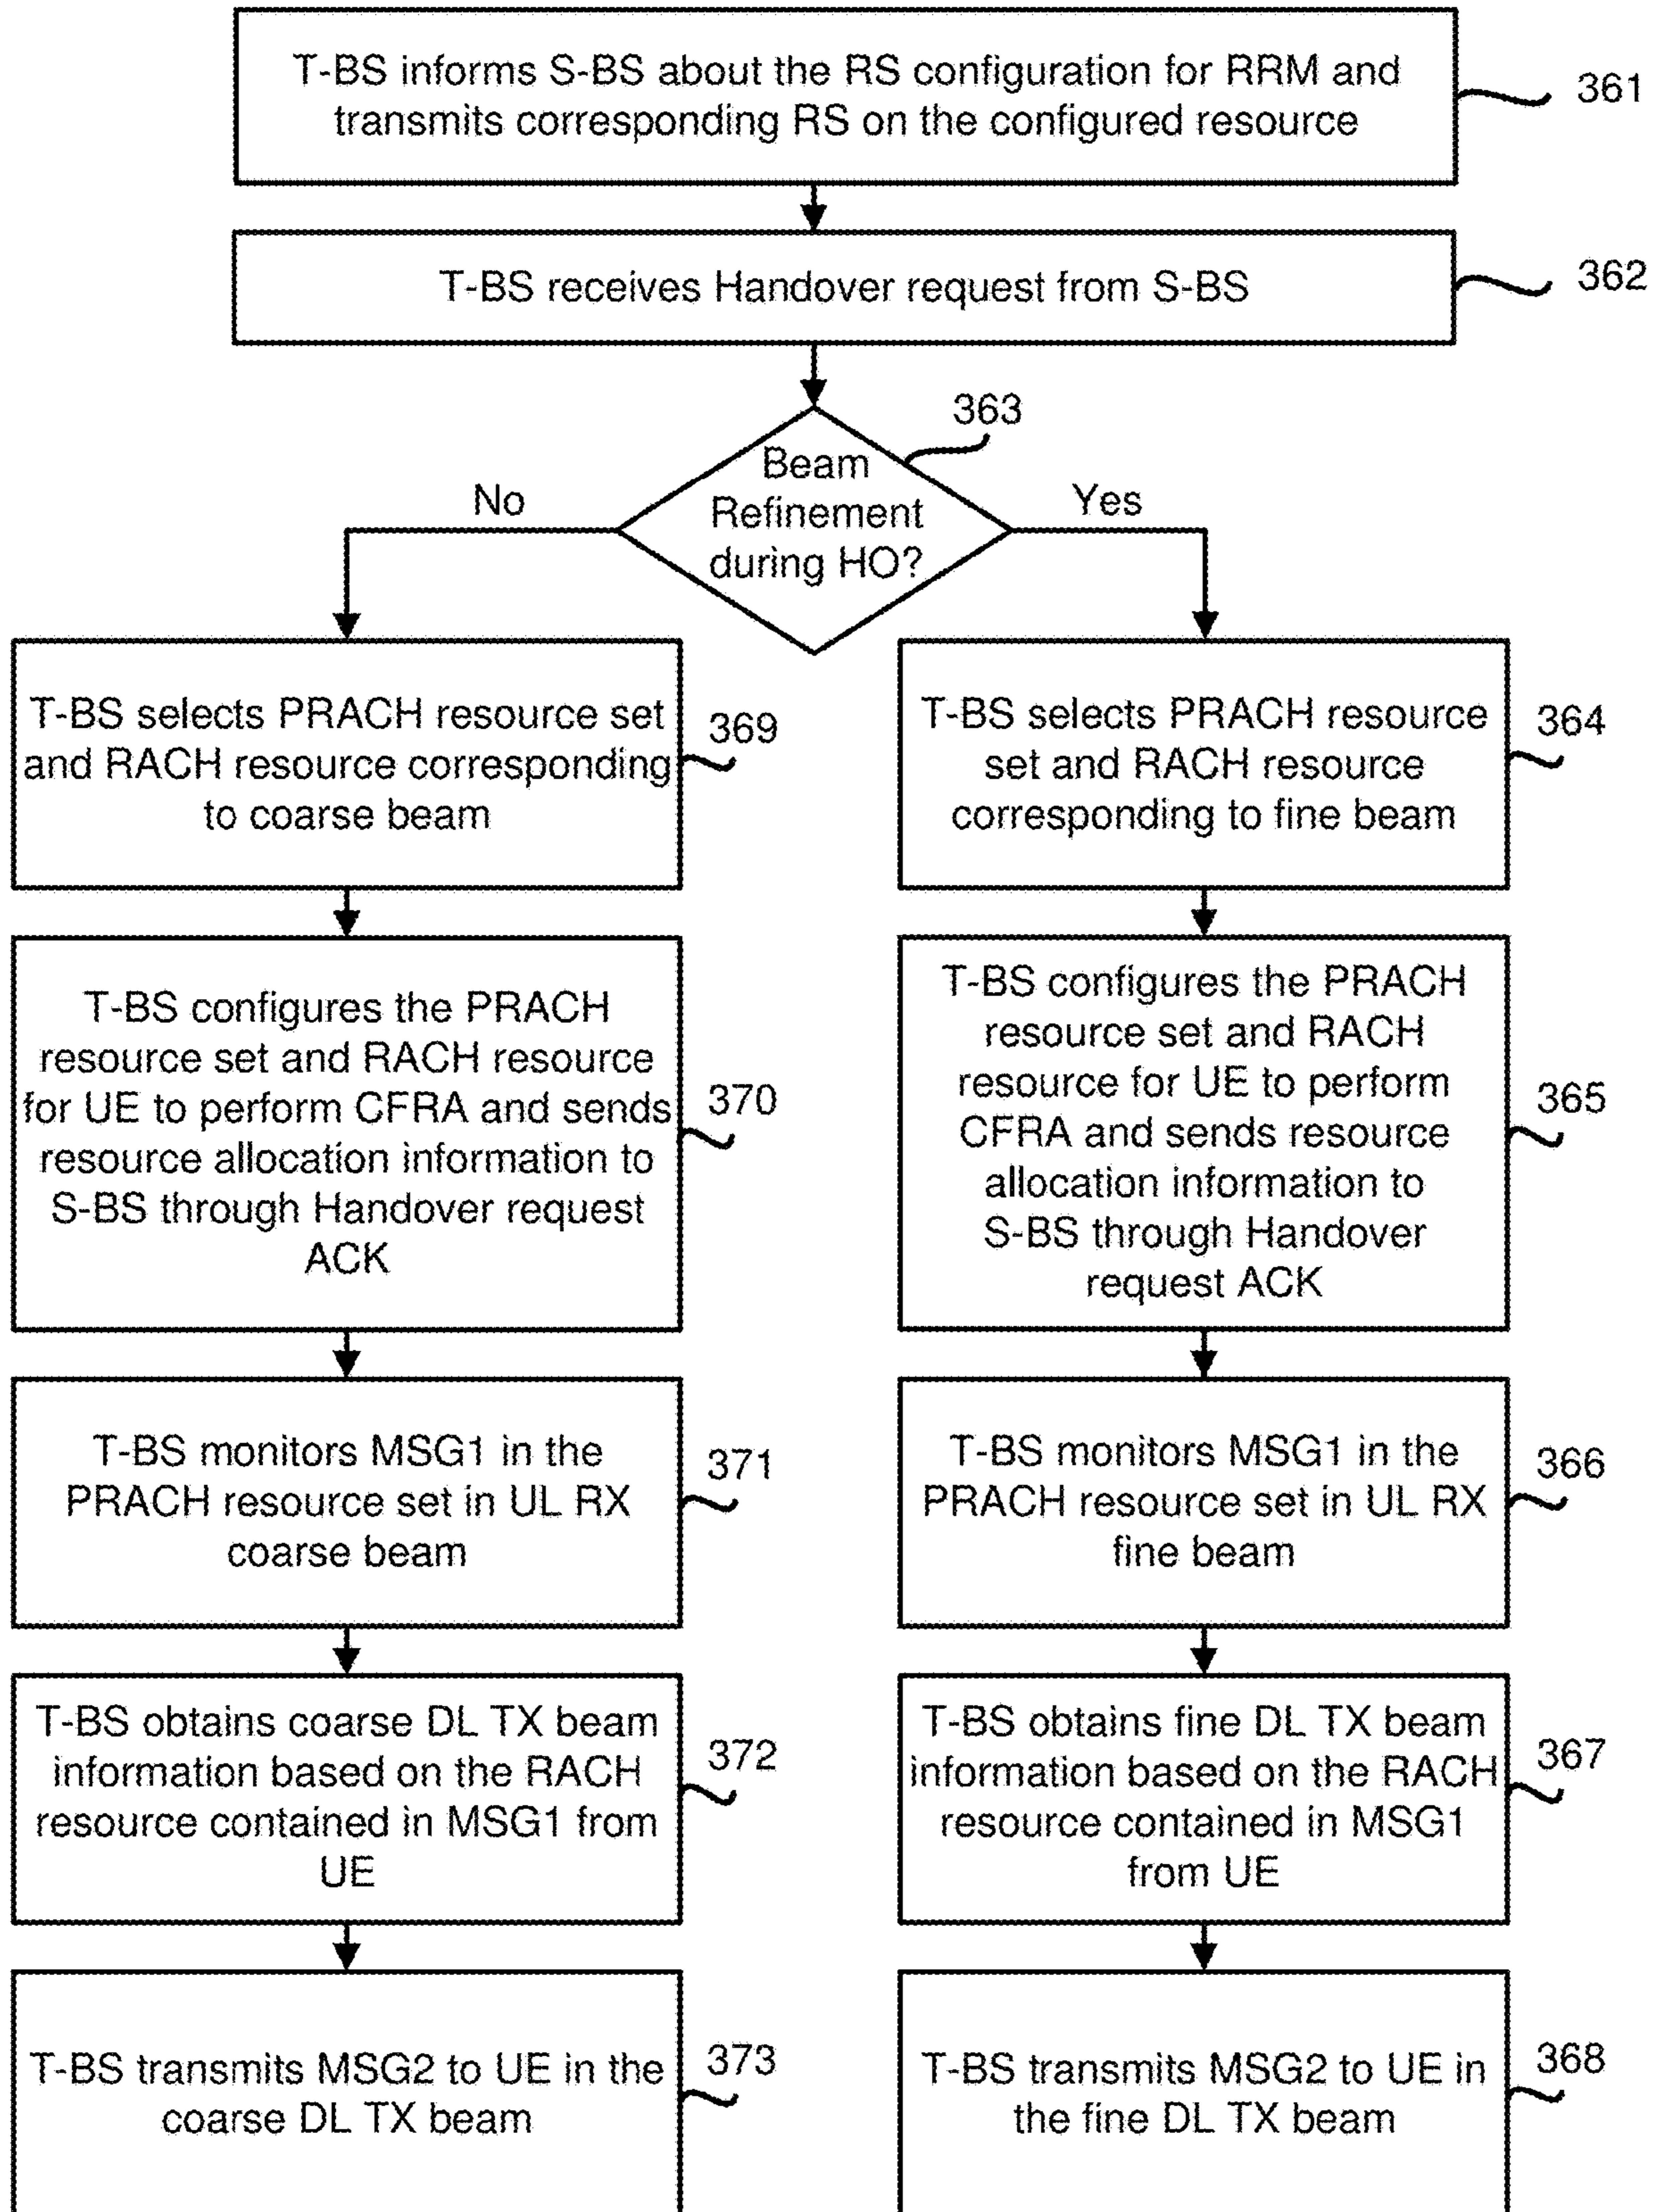 T-BS informs S-BS about the RS configuration for RRM and
transmits corresponding RS on the configured resource
361
T-BS receives Handover request from S-BS
362
363
Beam
Refinement
during HO?
No
Yes
T-BS selects PRACH resource set
and RACH resource corresponding
to coarse beam
369
T-BS selects PRACH resource
set and RACH resource
corresponding to fine beam
364
T-BS configures the PRACH
resource set and RACH resource
for UE to perform CFRA and sends
resource allocation information to
S-BS through Handover request
ACK
370
T-BS configures the PRACH
resource set and RACH
resource for UE to perform
CFRA and sends resource
allocation information to
S-BS through Handover
request ACK
365
T-BS monitors MSG1 in the
PRACH resource set in UL RX
coarse beam
371
T-BS monitors MSG1 in the
PRACH resource set in UL RX
fine beam
366
T-BS obtains coarse DL TX beam
information based on the RACH
resource contained in MSG1 from
UE
372
T-BS obtains fine DL TX beam
information based on the RACH
resource contained in MSG1
from UE
367
T-BS transmits MSG2 to UE in the
coarse DL TX beam
373
T-BS transmits MSG2 to UE in
the fine DL TX beam
368